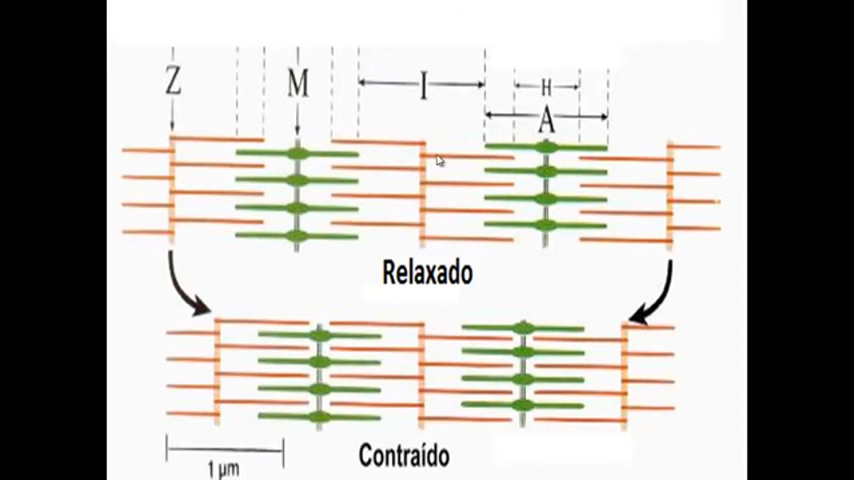 Z M I H
A
Relaxado
Contraído
1 µm